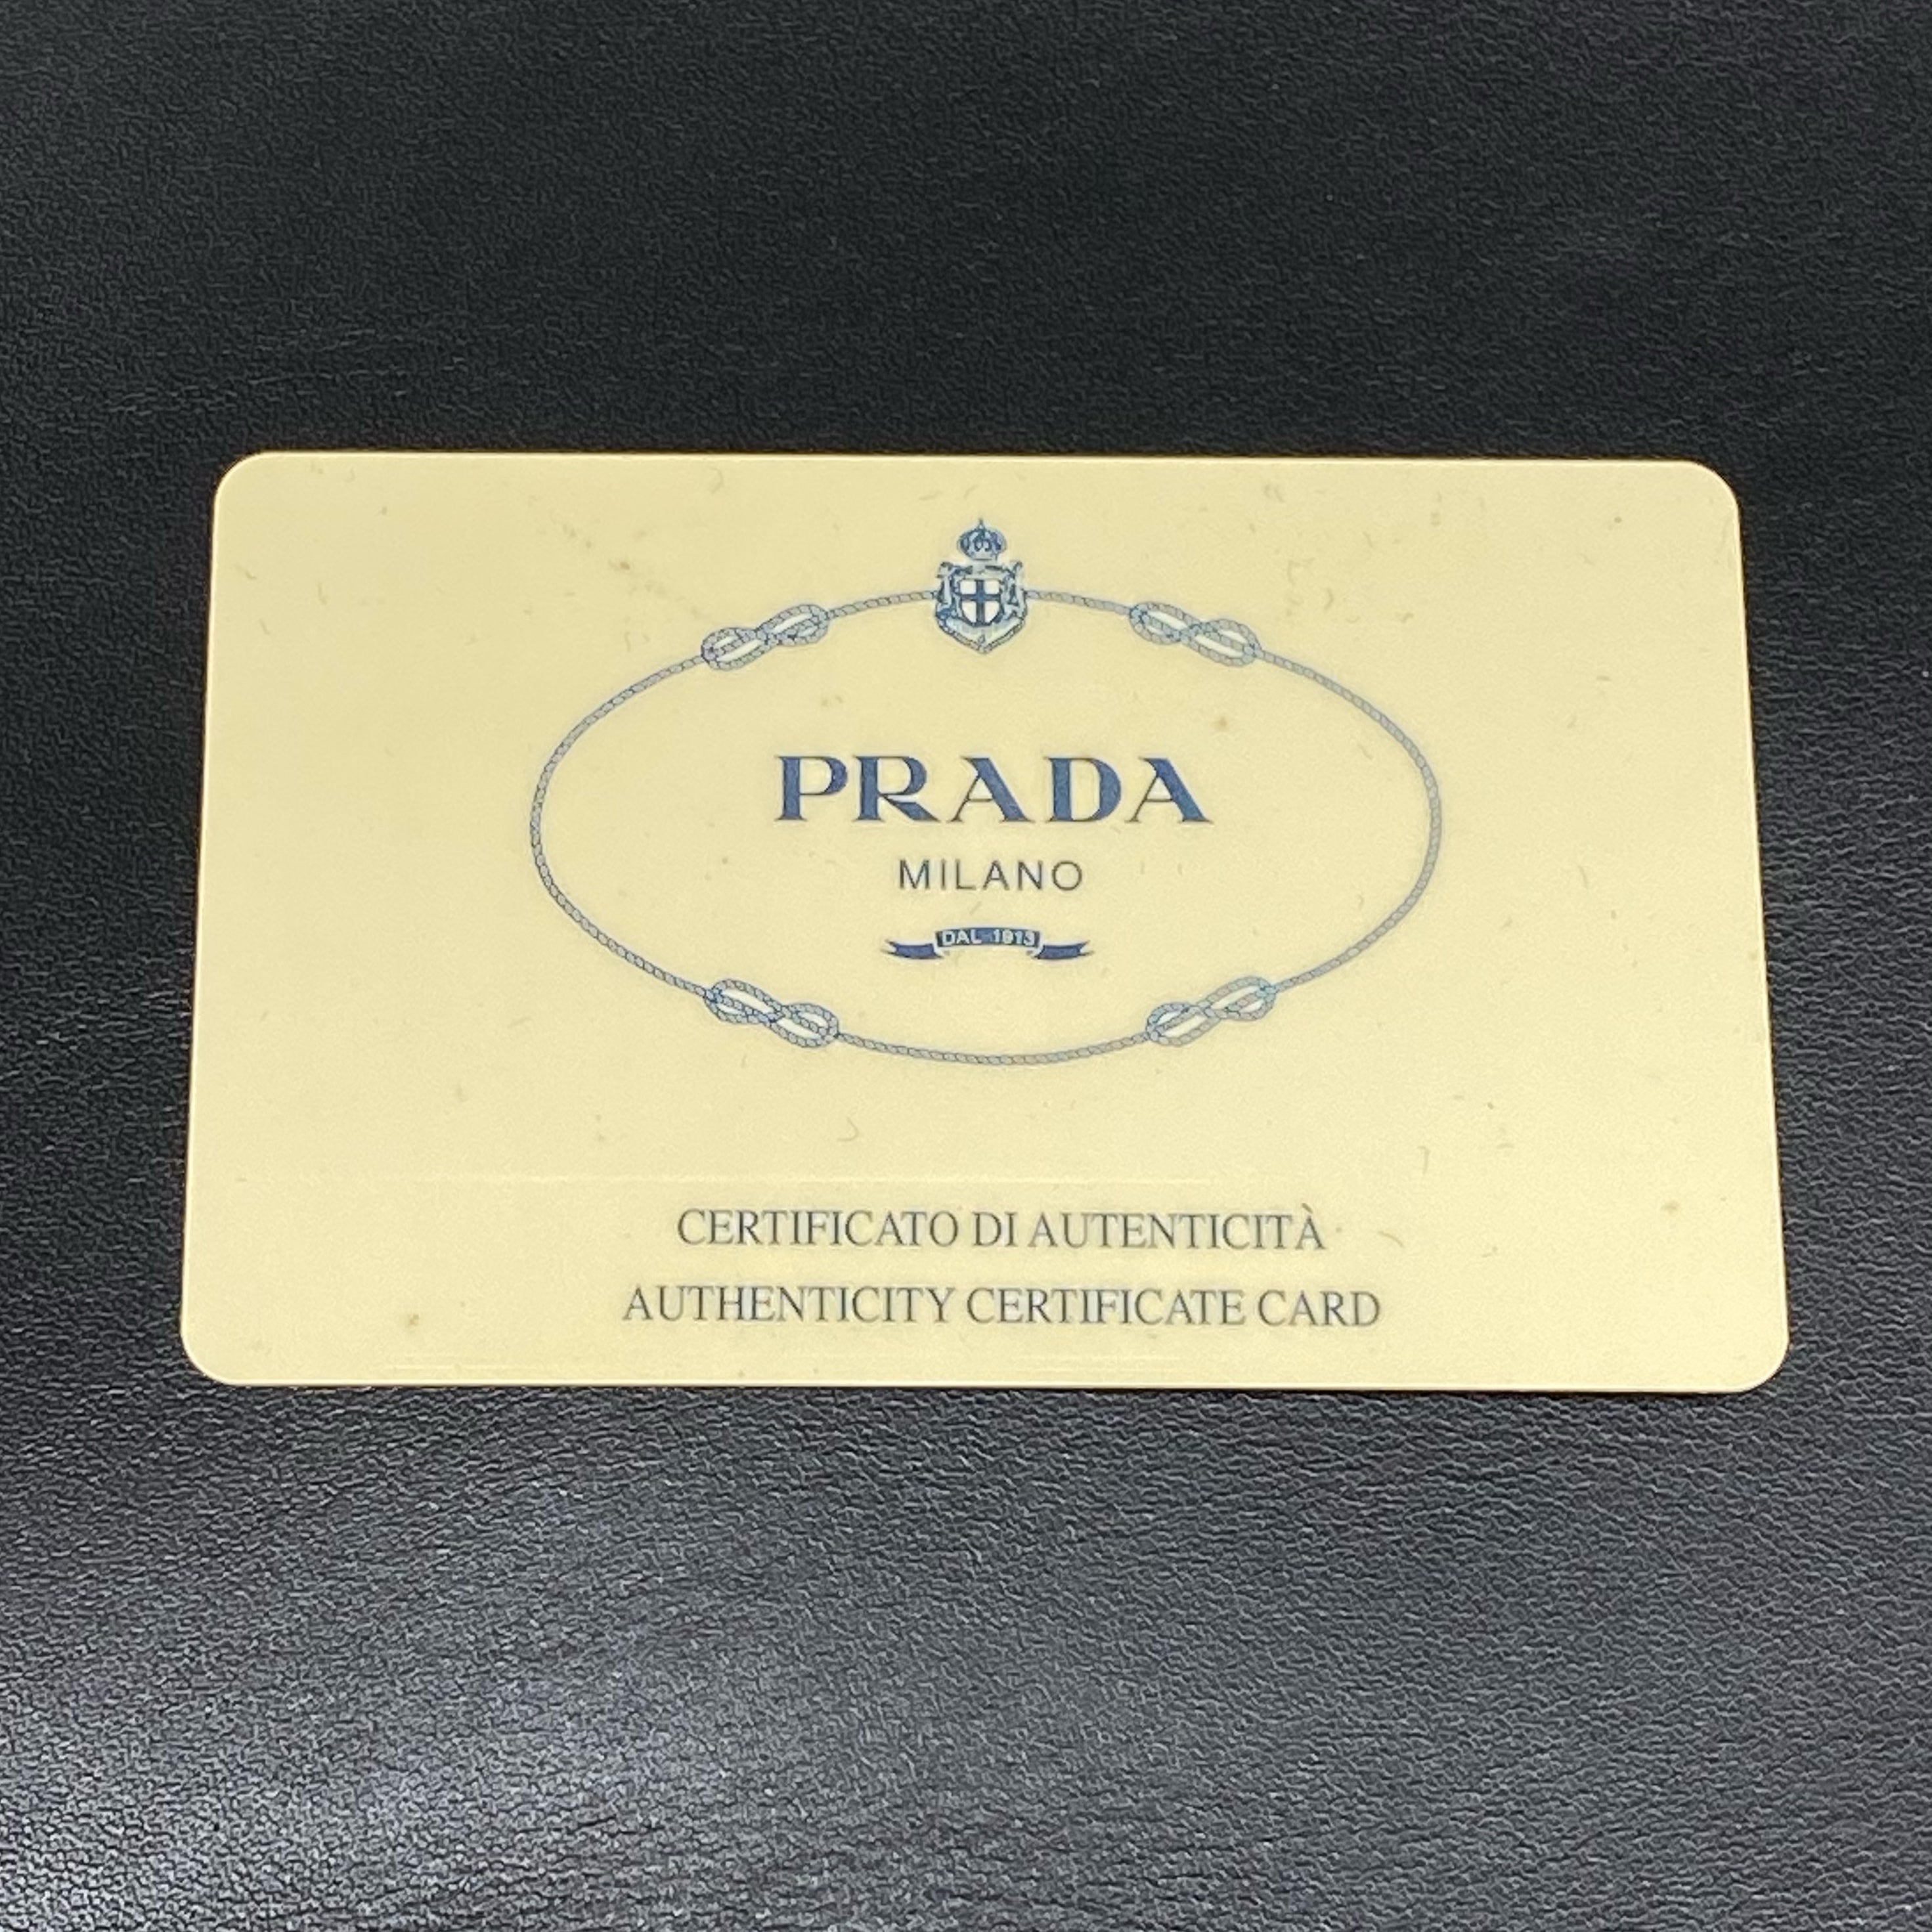 PRADA
MILANO
DAL 1913
CERTIFICATO DI AUTENTICITÀ
AUTHENTICITY CERTIFICATE CARD